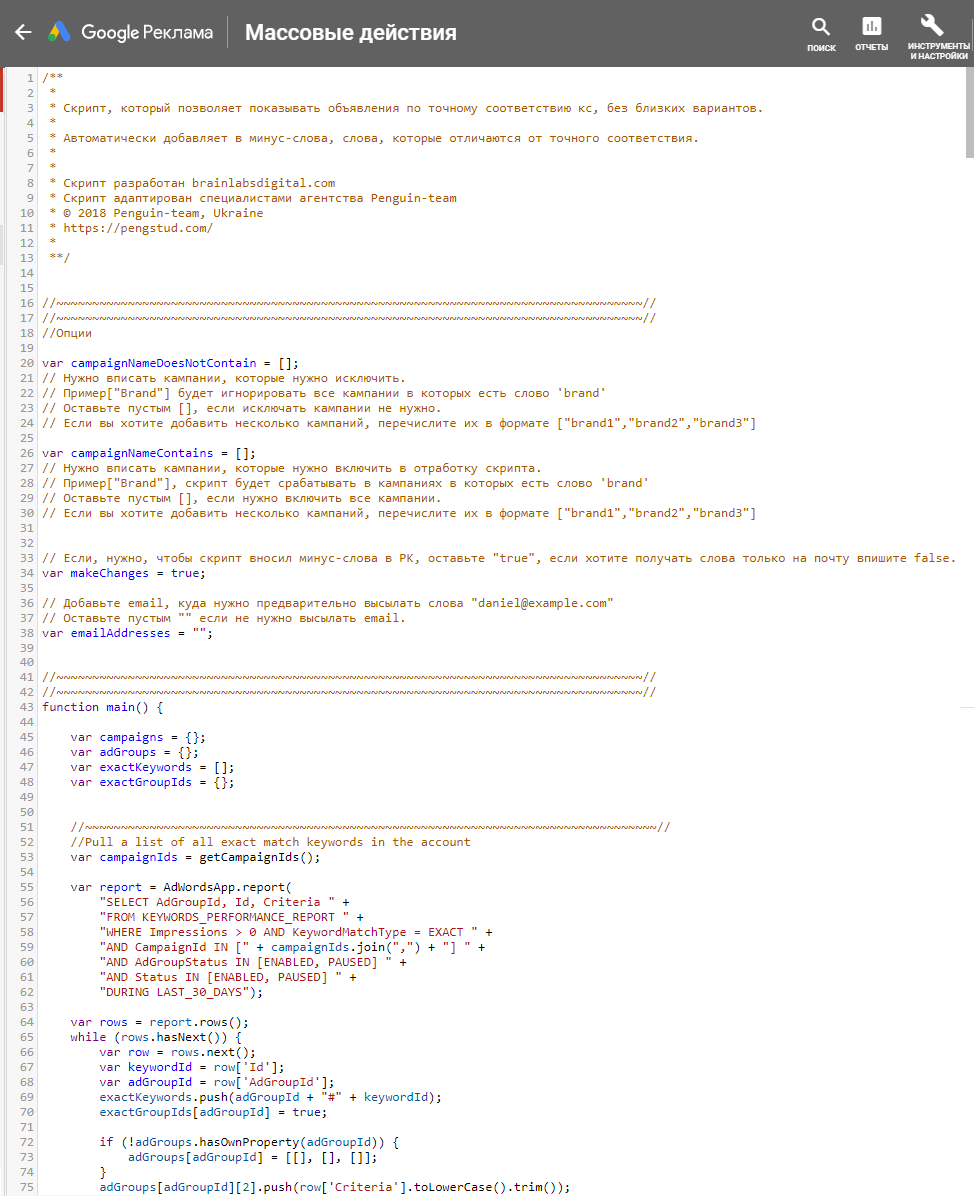 Google Реклама
Массовые действия
ПОИСК
ОТЧЕТЫ
ИНСТРУМЕНТЫ
И НАСТРОЙКИ
1 /**
2  *
3  * Скрипт, который позволяет показывать объявления по точному соответствию кс, без близких вариантов.
4  *
5  * Автоматически добавляет в минус-слова, слова, которые отличаются от точного соответствия.
6  *
7  *
8  * Скрипт разработан brainlabsdigital.com
9  * Скрипт адаптирован специалистами агентства Penguin-team
10  * © 2018 Penguin-team, Ukraine
11  * https://pengstud.com/
12  *
13  **/
14
15
16 //~~~~~~~~~~~~~~~~~~~~~~~~~~~~~~~~~~~~~~~~~~~~~~~~~~~~~~~~~~~~~~~~~~~~~~~~~~~~~~~~~~//
17 //~~~~~~~~~~~~~~~~~~~~~~~~~~~~~~~~~~~~~~~~~~~~~~~~~~~~~~~~~~~~~~~~~~~~~~~~~~~~~~~~~~//
18 //Опции
19
20 var campaignNameDoesNotContain = [];
21 // Нужно вписать кампании, которые нужно исключить.
22 // Пример["Brand"] будет игнорировать все кампании в которых есть слово 'brand'
23 // Оставьте пустым [], если исключать кампании не нужно.
24 // Если вы хотите добавить несколько кампаний, перечислите их в формате ["brand1","brand2","brand3"]
25
26 var campaignNameContains = [];
27 // Нужно вписать кампании, которые нужно включить в отработку скрипта.
28 // Пример["Brand"], скрипт будет срабатывать в кампаниях в которых есть слово 'brand'
29 // Оставьте пустым [], если нужно включить все кампании.
30 // Если вы хотите добавить несколько кампаний, перечислите их в формате ["brand1","brand2","brand3"]
31
32
33 // Если, нужно, чтобы скрипт вносил минус-слова в РК, оставьте "true", если хотите получать слова только на почту впишите false.
34 var makeChanges = true;
35
36 // Добавьте email, куда нужно предварительно высылать слова "daniel@example.com"
37 // Оставьте пустым "" если не нужно высылать email.
38 var emailAddresses = "";
39
40
41 //~~~~~~~~~~~~~~~~~~~~~~~~~~~~~~~~~~~~~~~~~~~~~~~~~~~~~~~~~~~~~~~~~~~~~~~~~~~~~~~~~~//
42 //~~~~~~~~~~~~~~~~~~~~~~~~~~~~~~~~~~~~~~~~~~~~~~~~~~~~~~~~~~~~~~~~~~~~~~~~~~~~~~~~~~//
43 function main() {
44
45     var campaigns = {};
46     var adGroups = {};
47     var exactKeywords = [];
48     var exactGroupIds = {};
49
50
51     //~~~~~~~~~~~~~~~~~~~~~~~~~~~~~~~~~~~~~~~~~~~~~~~~~~~~~~~~~~~~~~~~~~~~~~~~~~~~~~~~//
52     //Pull a list of all exact match keywords in the account
53     var campaignIds = getCampaignIds();
54
55     var report = AdWordsApp.report(
56         "SELECT AdGroupId, Id, Criteria " +
57         "FROM KEYWORDS_PERFORMANCE_REPORT " +
58         "WHERE Impressions > 0 AND KeywordMatchType = EXACT " +
59         "AND CampaignId IN [" + campaignIds.join(",") + "] " +
60         "AND AdGroupStatus IN [ENABLED, PAUSED] " +
61         "AND Status IN [ENABLED, PAUSED] " +
62         "DURING LAST_30_DAYS");
63
64     var rows = report.rows();
65     while (rows.hasNext()) {
66         var row = rows.next();
67         var keywordId = row['Id'];
68         var adGroupId = row['AdGroupId'];
69         exactKeywords.push(adGroupId + "#" + keywordId);
70         exactGroupIds[adGroupId] = true;
71
72         if (!adGroups.hasOwnProperty(adGroupId)) {
73             adGroups[adGroupId] = [[], [], []];
74         }
75         adGroups[adGroupId][2].push(row['Criteria'].toLowerCase().trim());